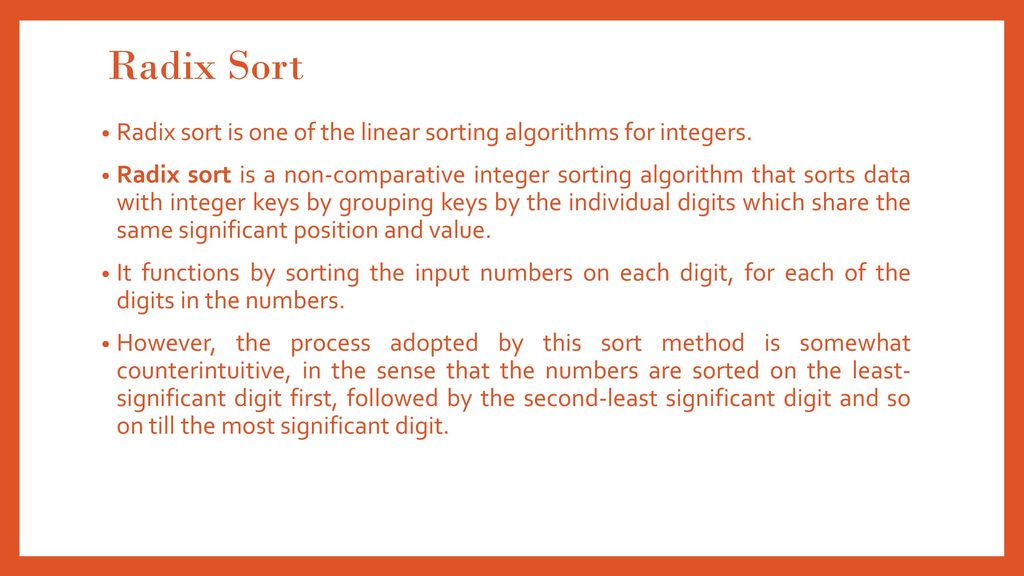 Radix Sort
• Radix sort is one of the linear sorting algorithms for integers.
• Radix sort is a non-comparative integer sorting algorithm that sorts data
with integer keys by grouping keys by the individual digits which share the
same significant position and value.
• It functions by sorting the input numbers on each digit, for each of the
digits in the numbers.
• However, the process adopted by this sort method is somewhat
counterintuitive, in the sense that the numbers are sorted on the least-
significant digit first, followed by the second-least significant digit and so
on till the most significant digit.